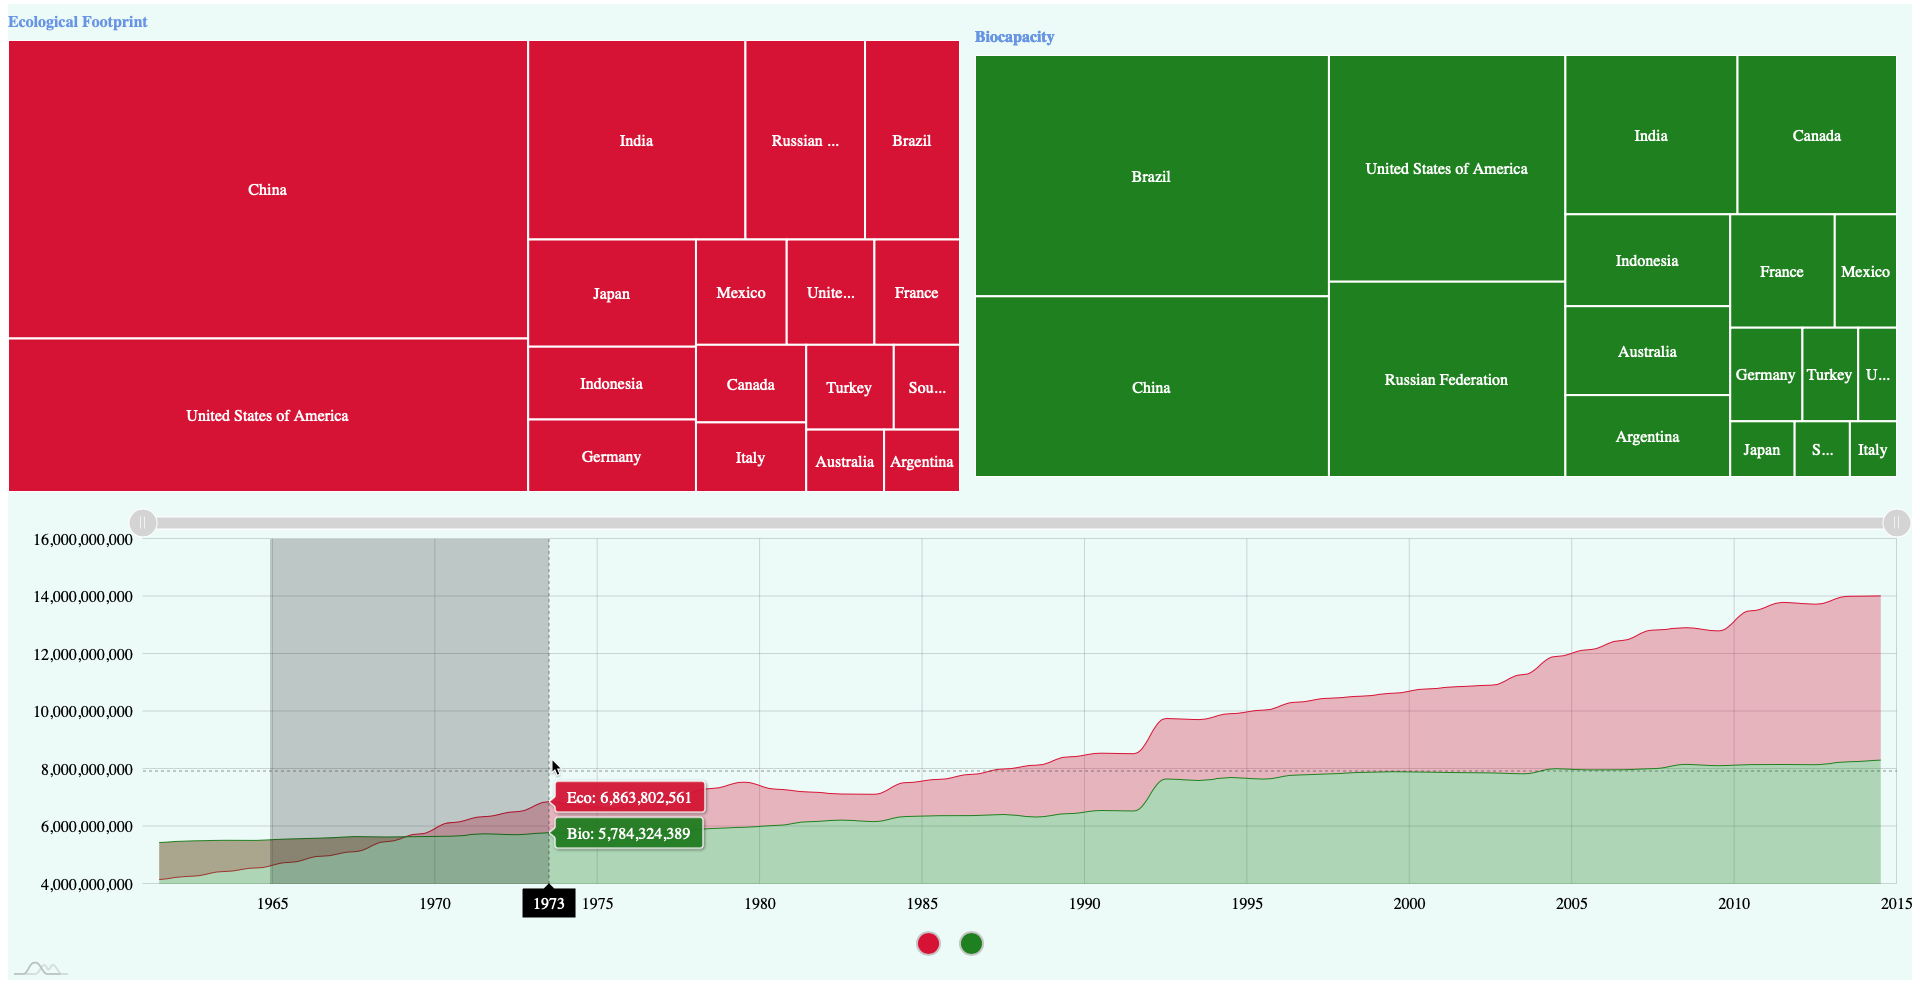 Ecological Footprint
China
United States of America
India
Russian ...
Brazil
Japan
Mexico
Unite...
France
Indonesia
Canada
Turkey
Sou...
Germany
Italy
Australia
Argentina
Biocapacity
Brazil
China
United States of America
Russian Federation
India
Canada
Indonesia
France
Mexico
Australia
Germany
Turkey
U...
Argentina
Japan
S...
Italy
16,000,000,000
14,000,000,000
12,000,000,000
10,000,000,000
8,000,000,000
6,000,000,000
4,000,000,000
Eco: 6,863,802,561
Bio: 5,784,324,389
1965
1970
1973
1975
1980
1985
1990
1995
2000
2005
2010
2015